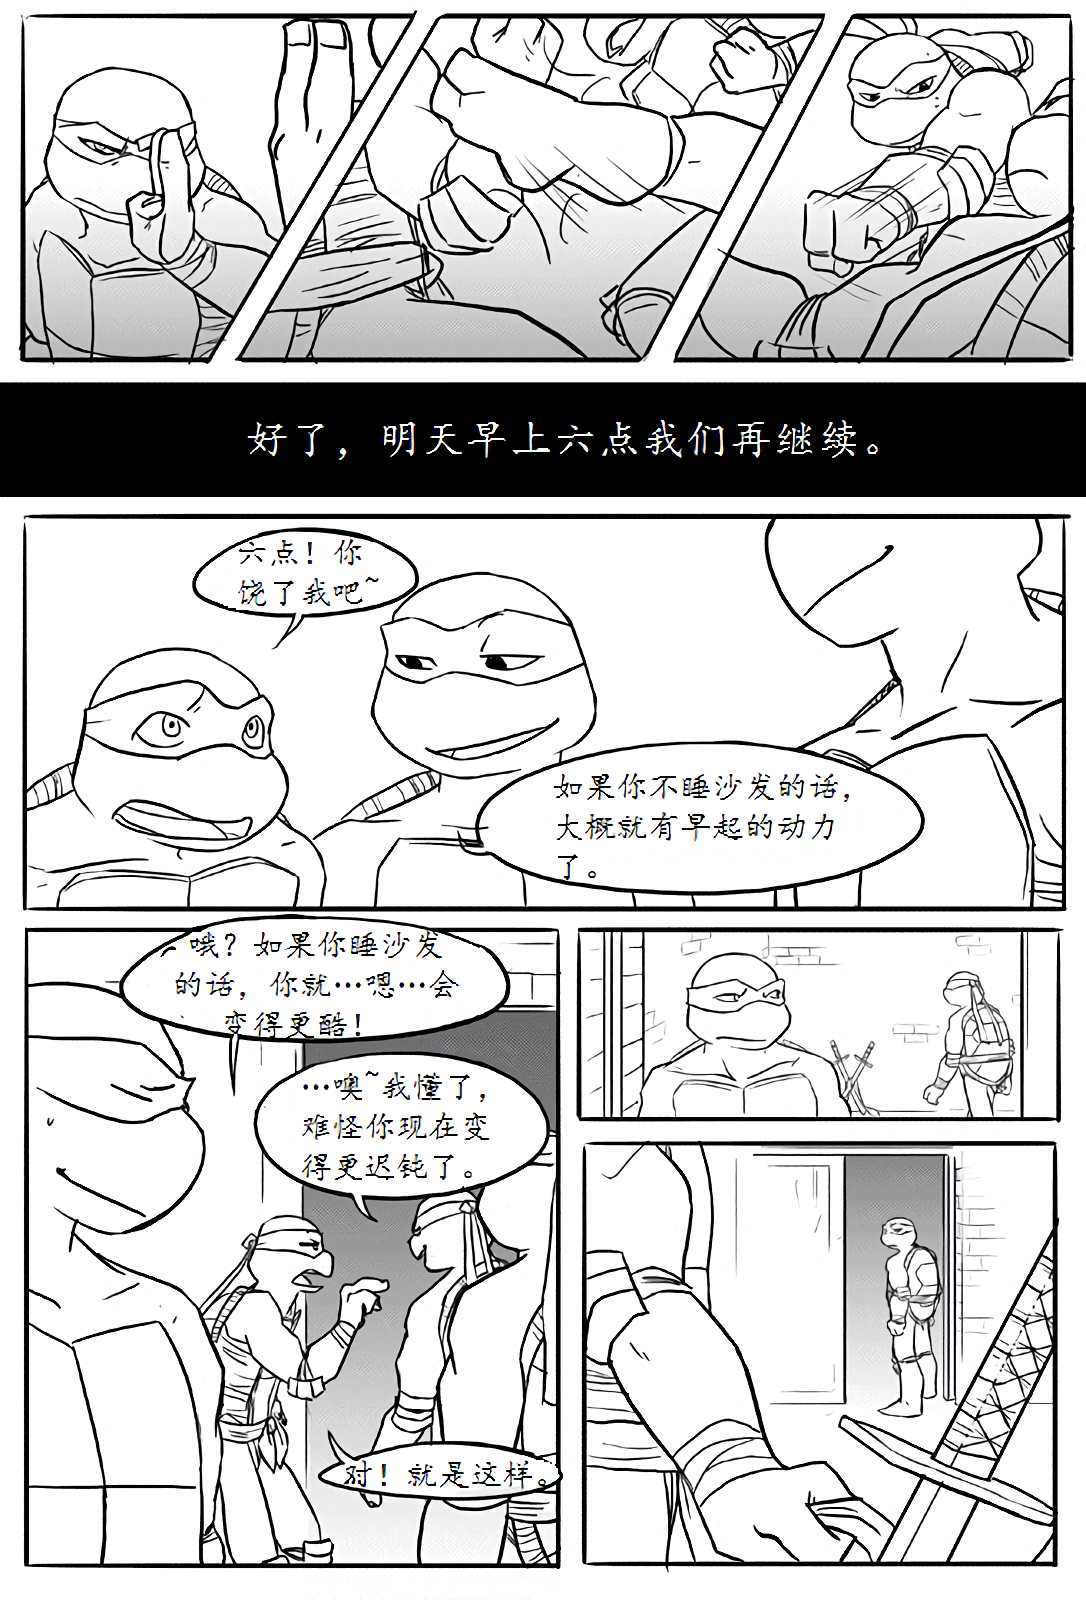 好了，明天早上六点我们再继续。
六点！你
饶了我吧~
如果你不睡沙发的话，
大概就有早起的动力
了。
哦？如果你睡沙发
的话，你就…嗯…会
变得更酷！
…噢~我懂了，
难怪你现在变
得更迟钝了。
对！就是这样。